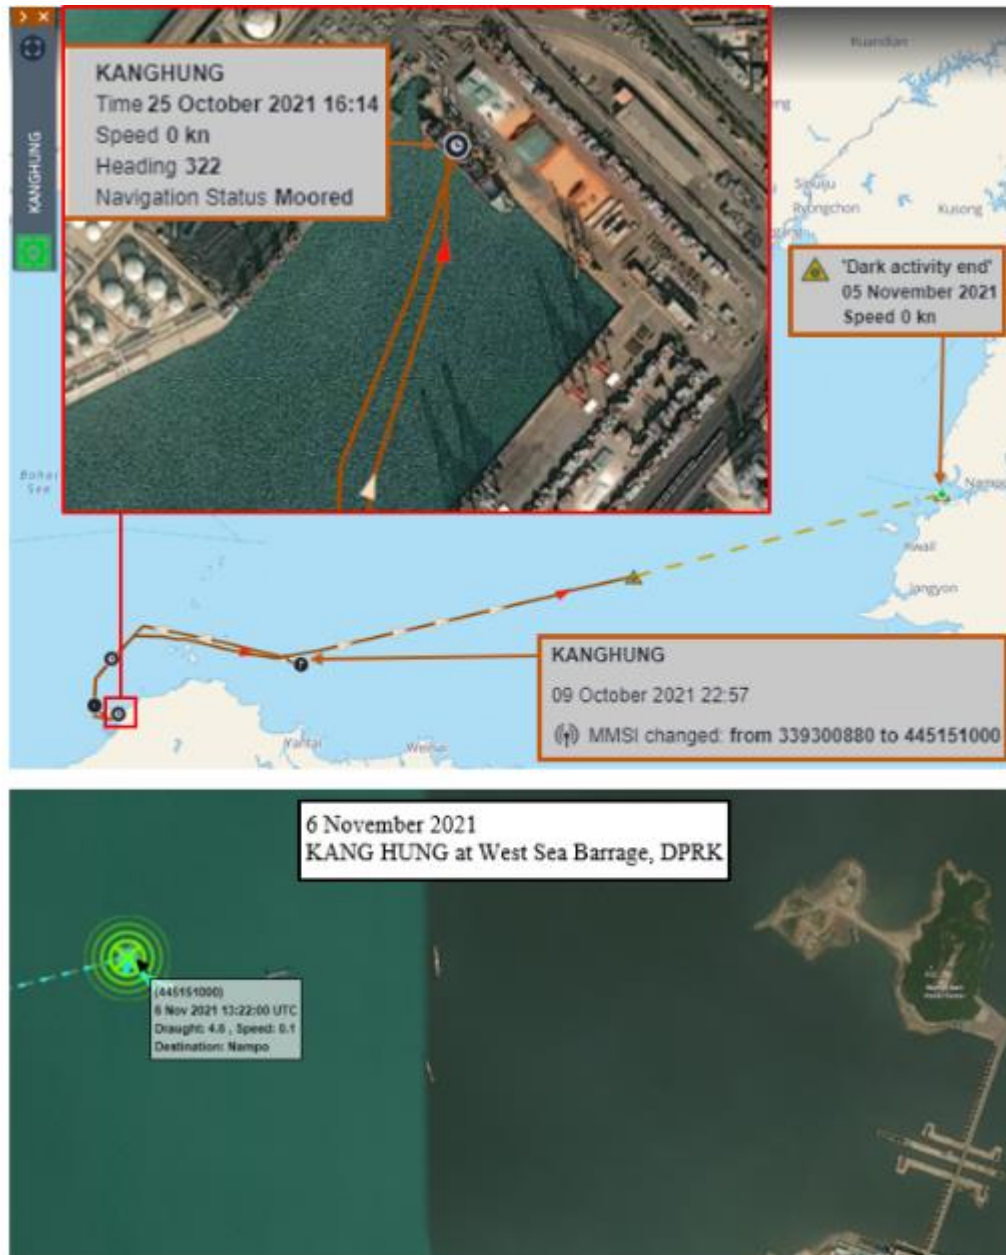 KANGHUNG
KANGHUNG
Time 25 October 2021 16:14
Speed 0 kn
Heading 322
Navigation Status Moored
Kuandian
Sinuiju
Ryongchon
Kusong
'Dark activity end'
05 November 2021
Speed 0 kn
Bohai
Sea
Nampo
Jangyon
Yantai
Weihai
KANGHUNG
09 October 2021 22:57
MMSI changed: from 339300880 to 445151000
6 November 2021
KANG HUNG at West Sea Barrage, DPRK
(445151000)
6 Nov 2021 13:22:00 UTC
Draught: 4.6 , Speed: 0.1
Destination: Nampo